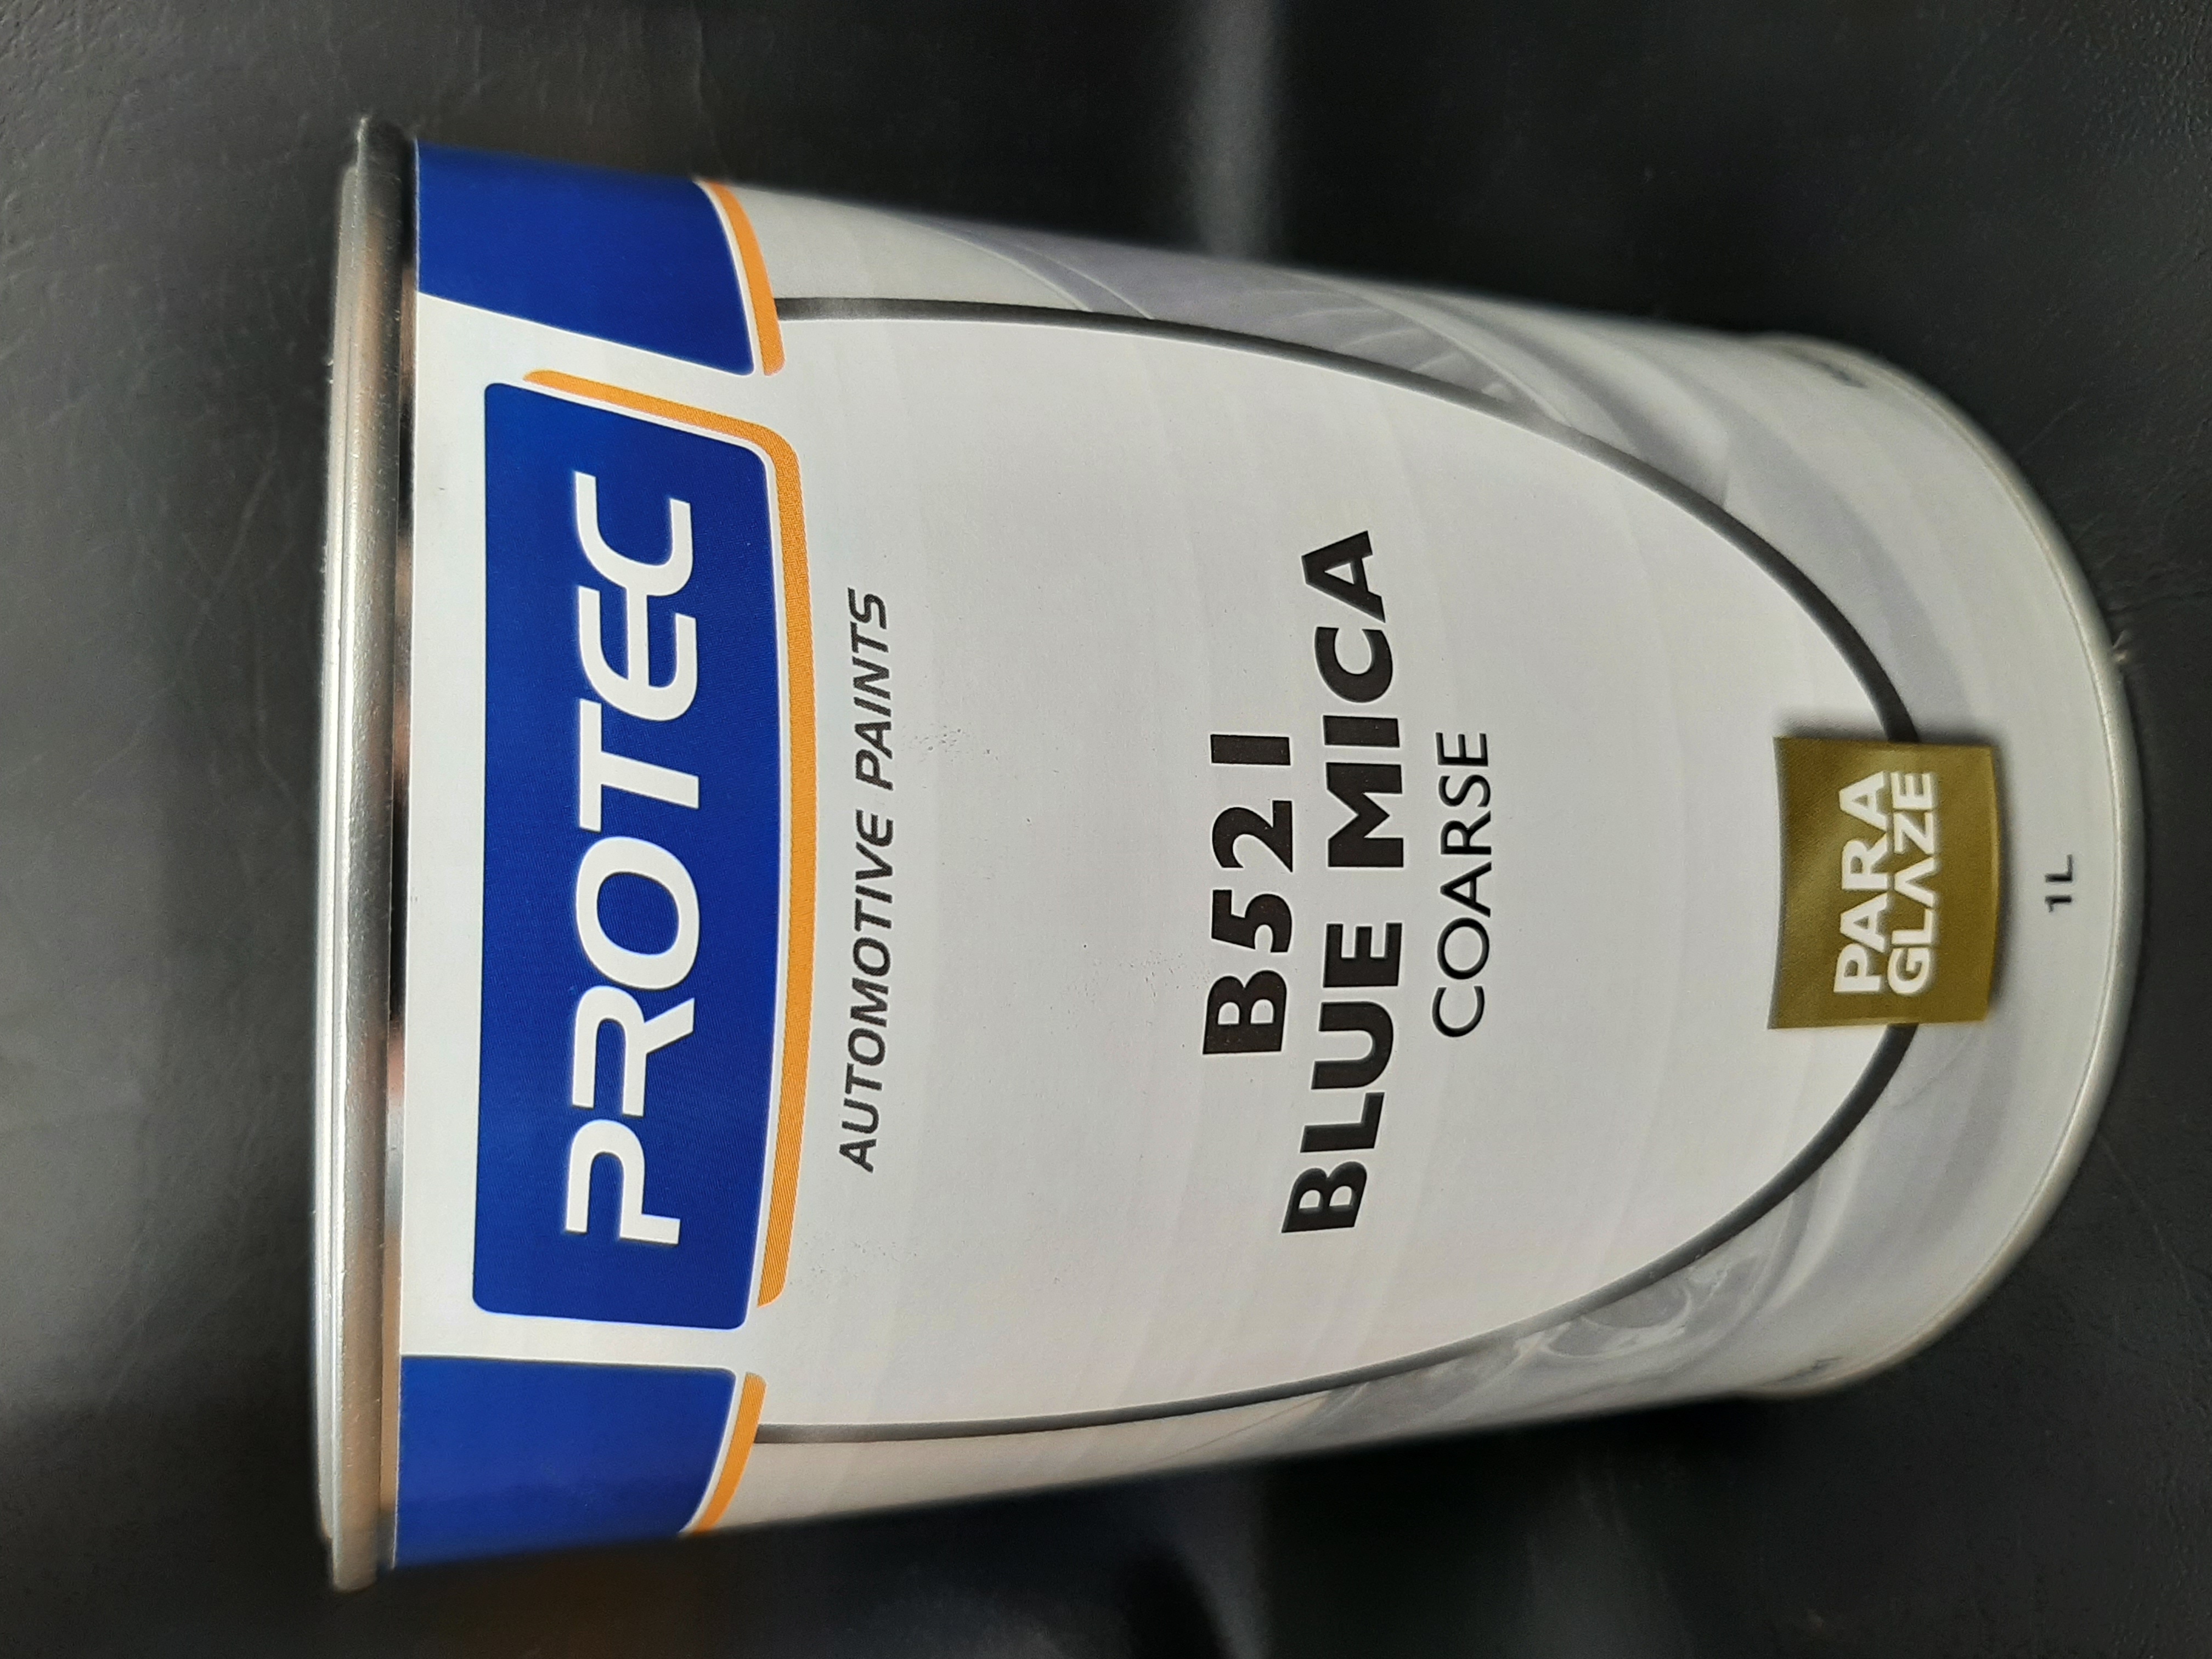 PROTEC
AUTOMOTIVE PAINTS
B521
BLUE MICA
COARSE
PARA
GLAZE
1L